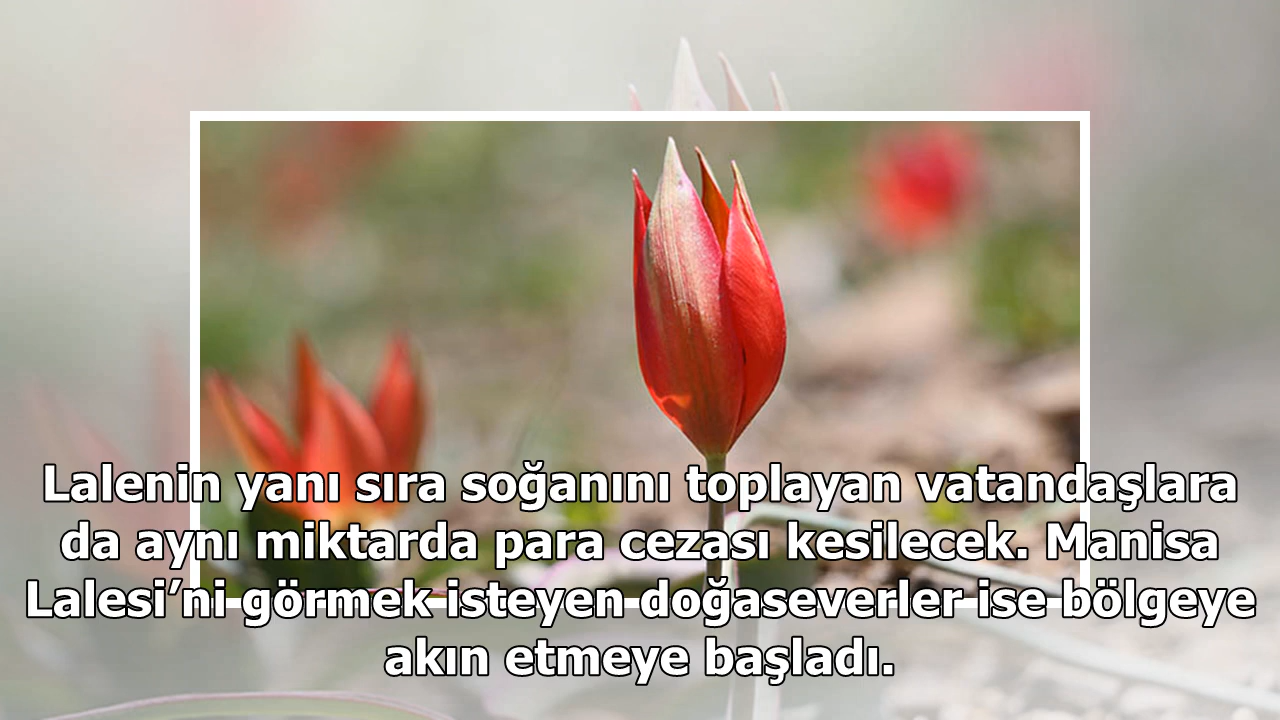 Lalenin yanı sıra soğanını toplayan vatandaşlara
da aynı miktarda para cezası kesilecek. Manisa
Lalesi’ni görmek isteyen doğaseverler ise bölgeye
akın etmeye başladı.